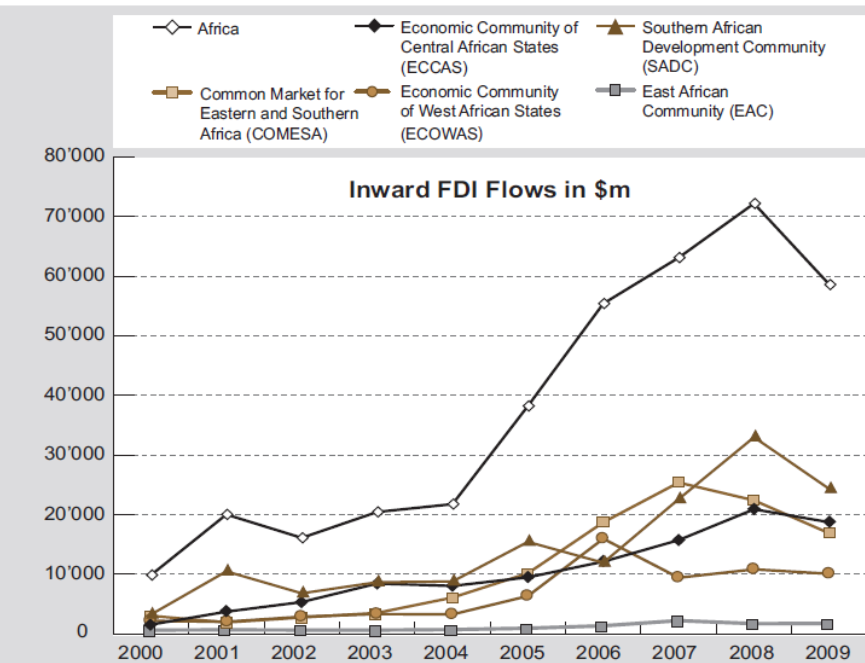 Africa
Economic Community of
Central African States
(ECCAS)
Southern African
Development Community
(SADC)
Common Market for
Eastern and Southern
Africa (COMESA)
Economic Community
of West African States
(ECOWAS)
East African
Community (EAC)
Inward FDI Flows in $m
80'000
70'000
60'000
50'000
40'000
30'000
20'000
10'000
0
2000 2001 2002 2003 2004 2005 2006 2007 2008 2009